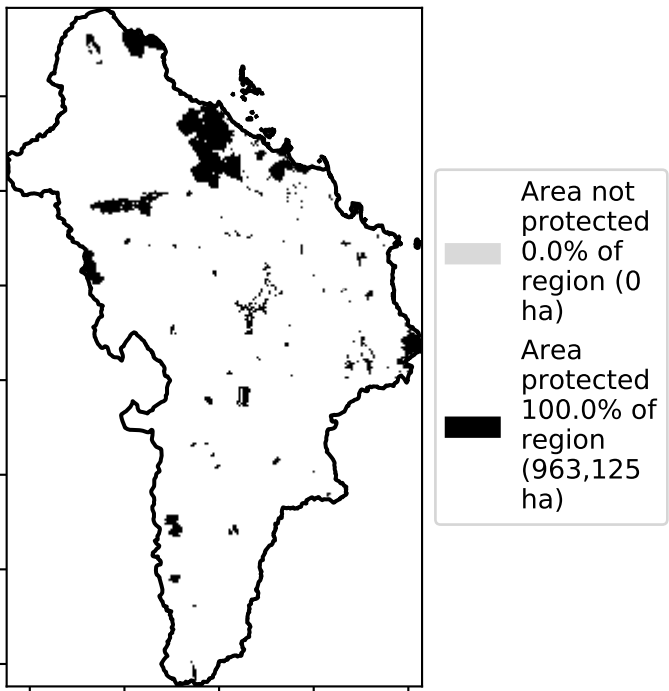 Area not
protected
0.0% of
region (0
ha)
Area
protected
100.0% of
region
(963,125
ha)